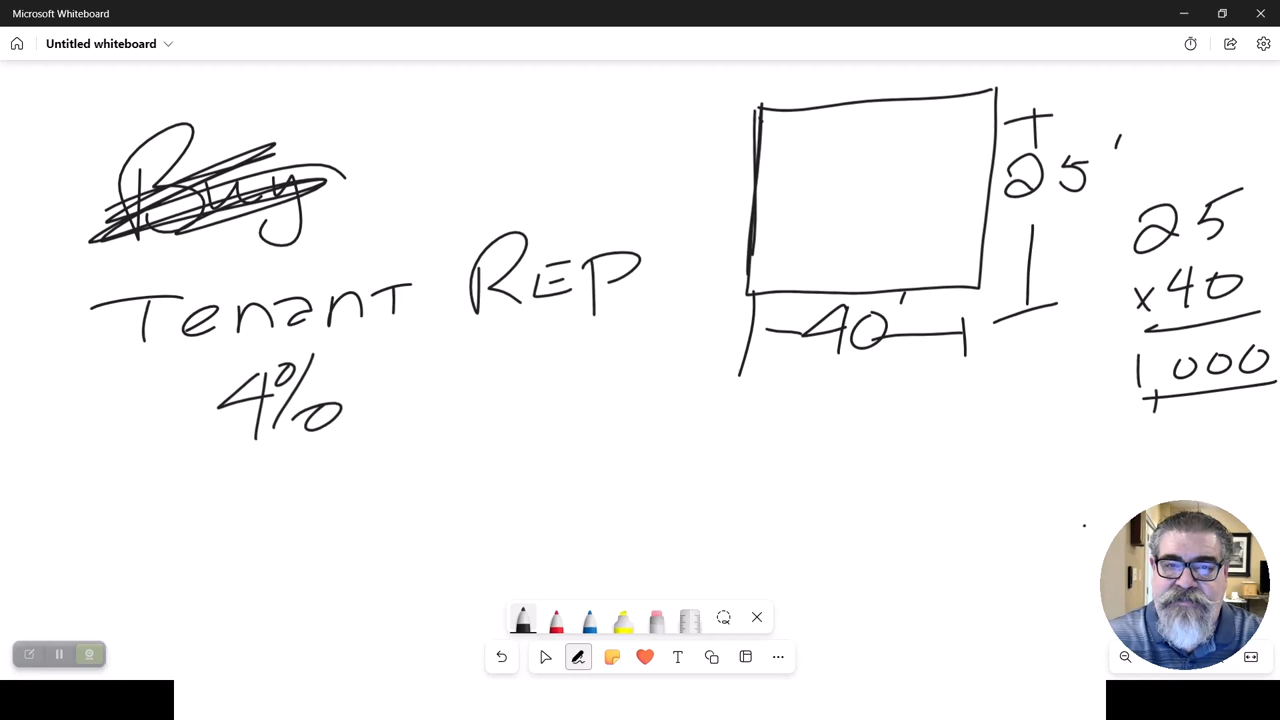 Microsoft Whiteboard
Untitled whiteboard
Buy
Tenant REP
4%
25'
40'
25
x40
1,000